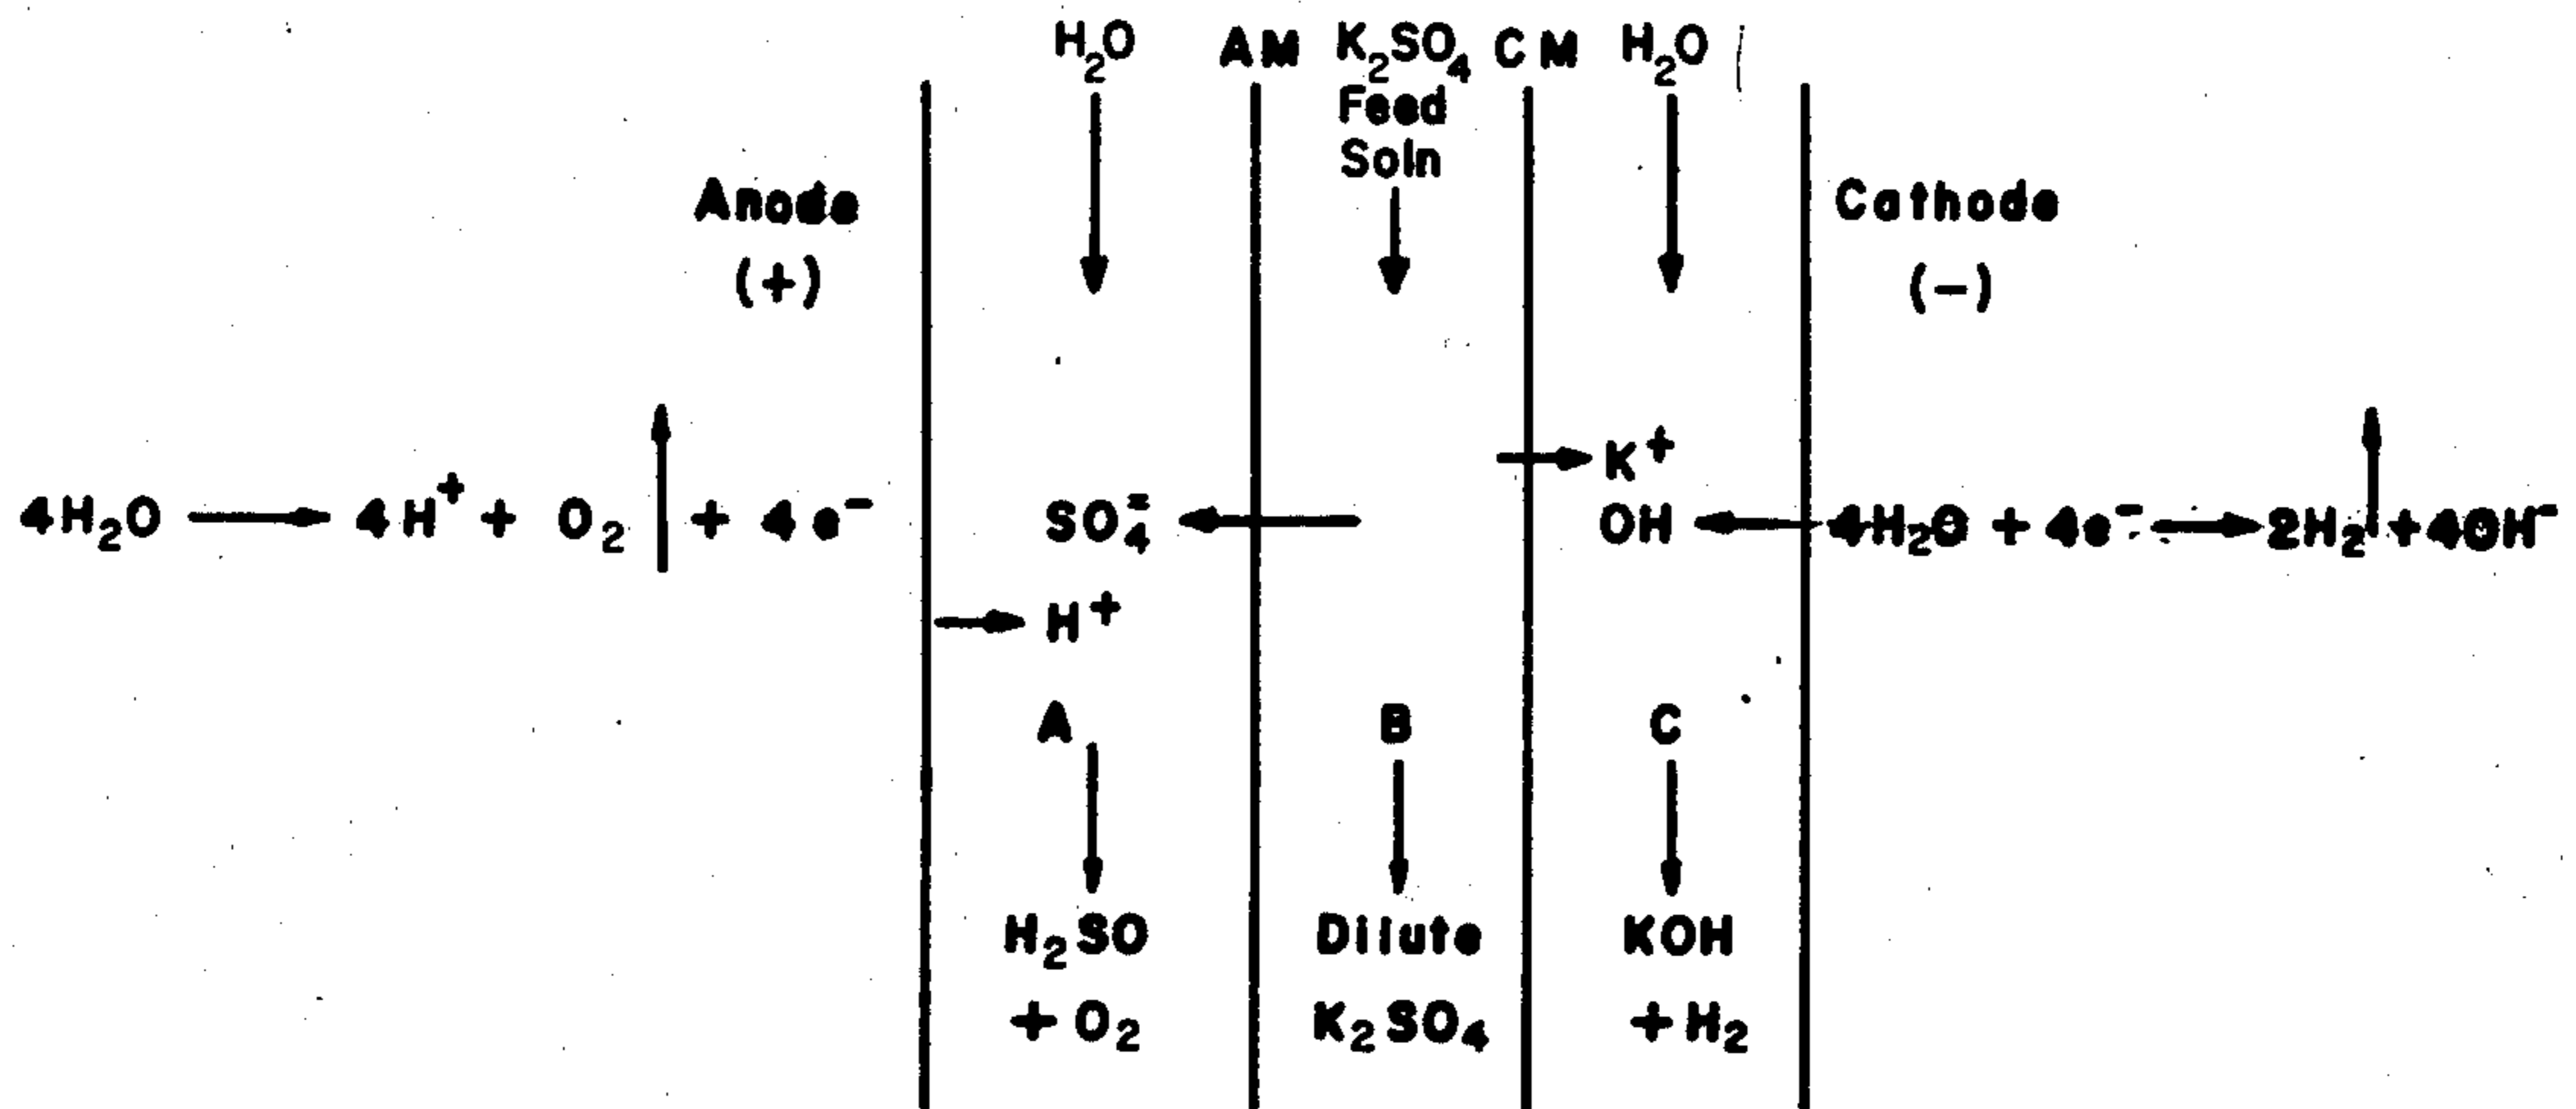 H₂O AM K₂SO₄ CM H₂O
Feed
Soln
Anode Cathode
(+) (−)
K⁺
4H₂O → 4H⁺ + O₂ ↑ + 4e⁻ SO₄⁼ ← OH ← 4H₂O + 4e⁻ → 2H₂ ↑ + 4OH⁻
→ H⁺
A B C
H₂SO Dilute KOH
+ O₂ K₂SO₄ + H₂